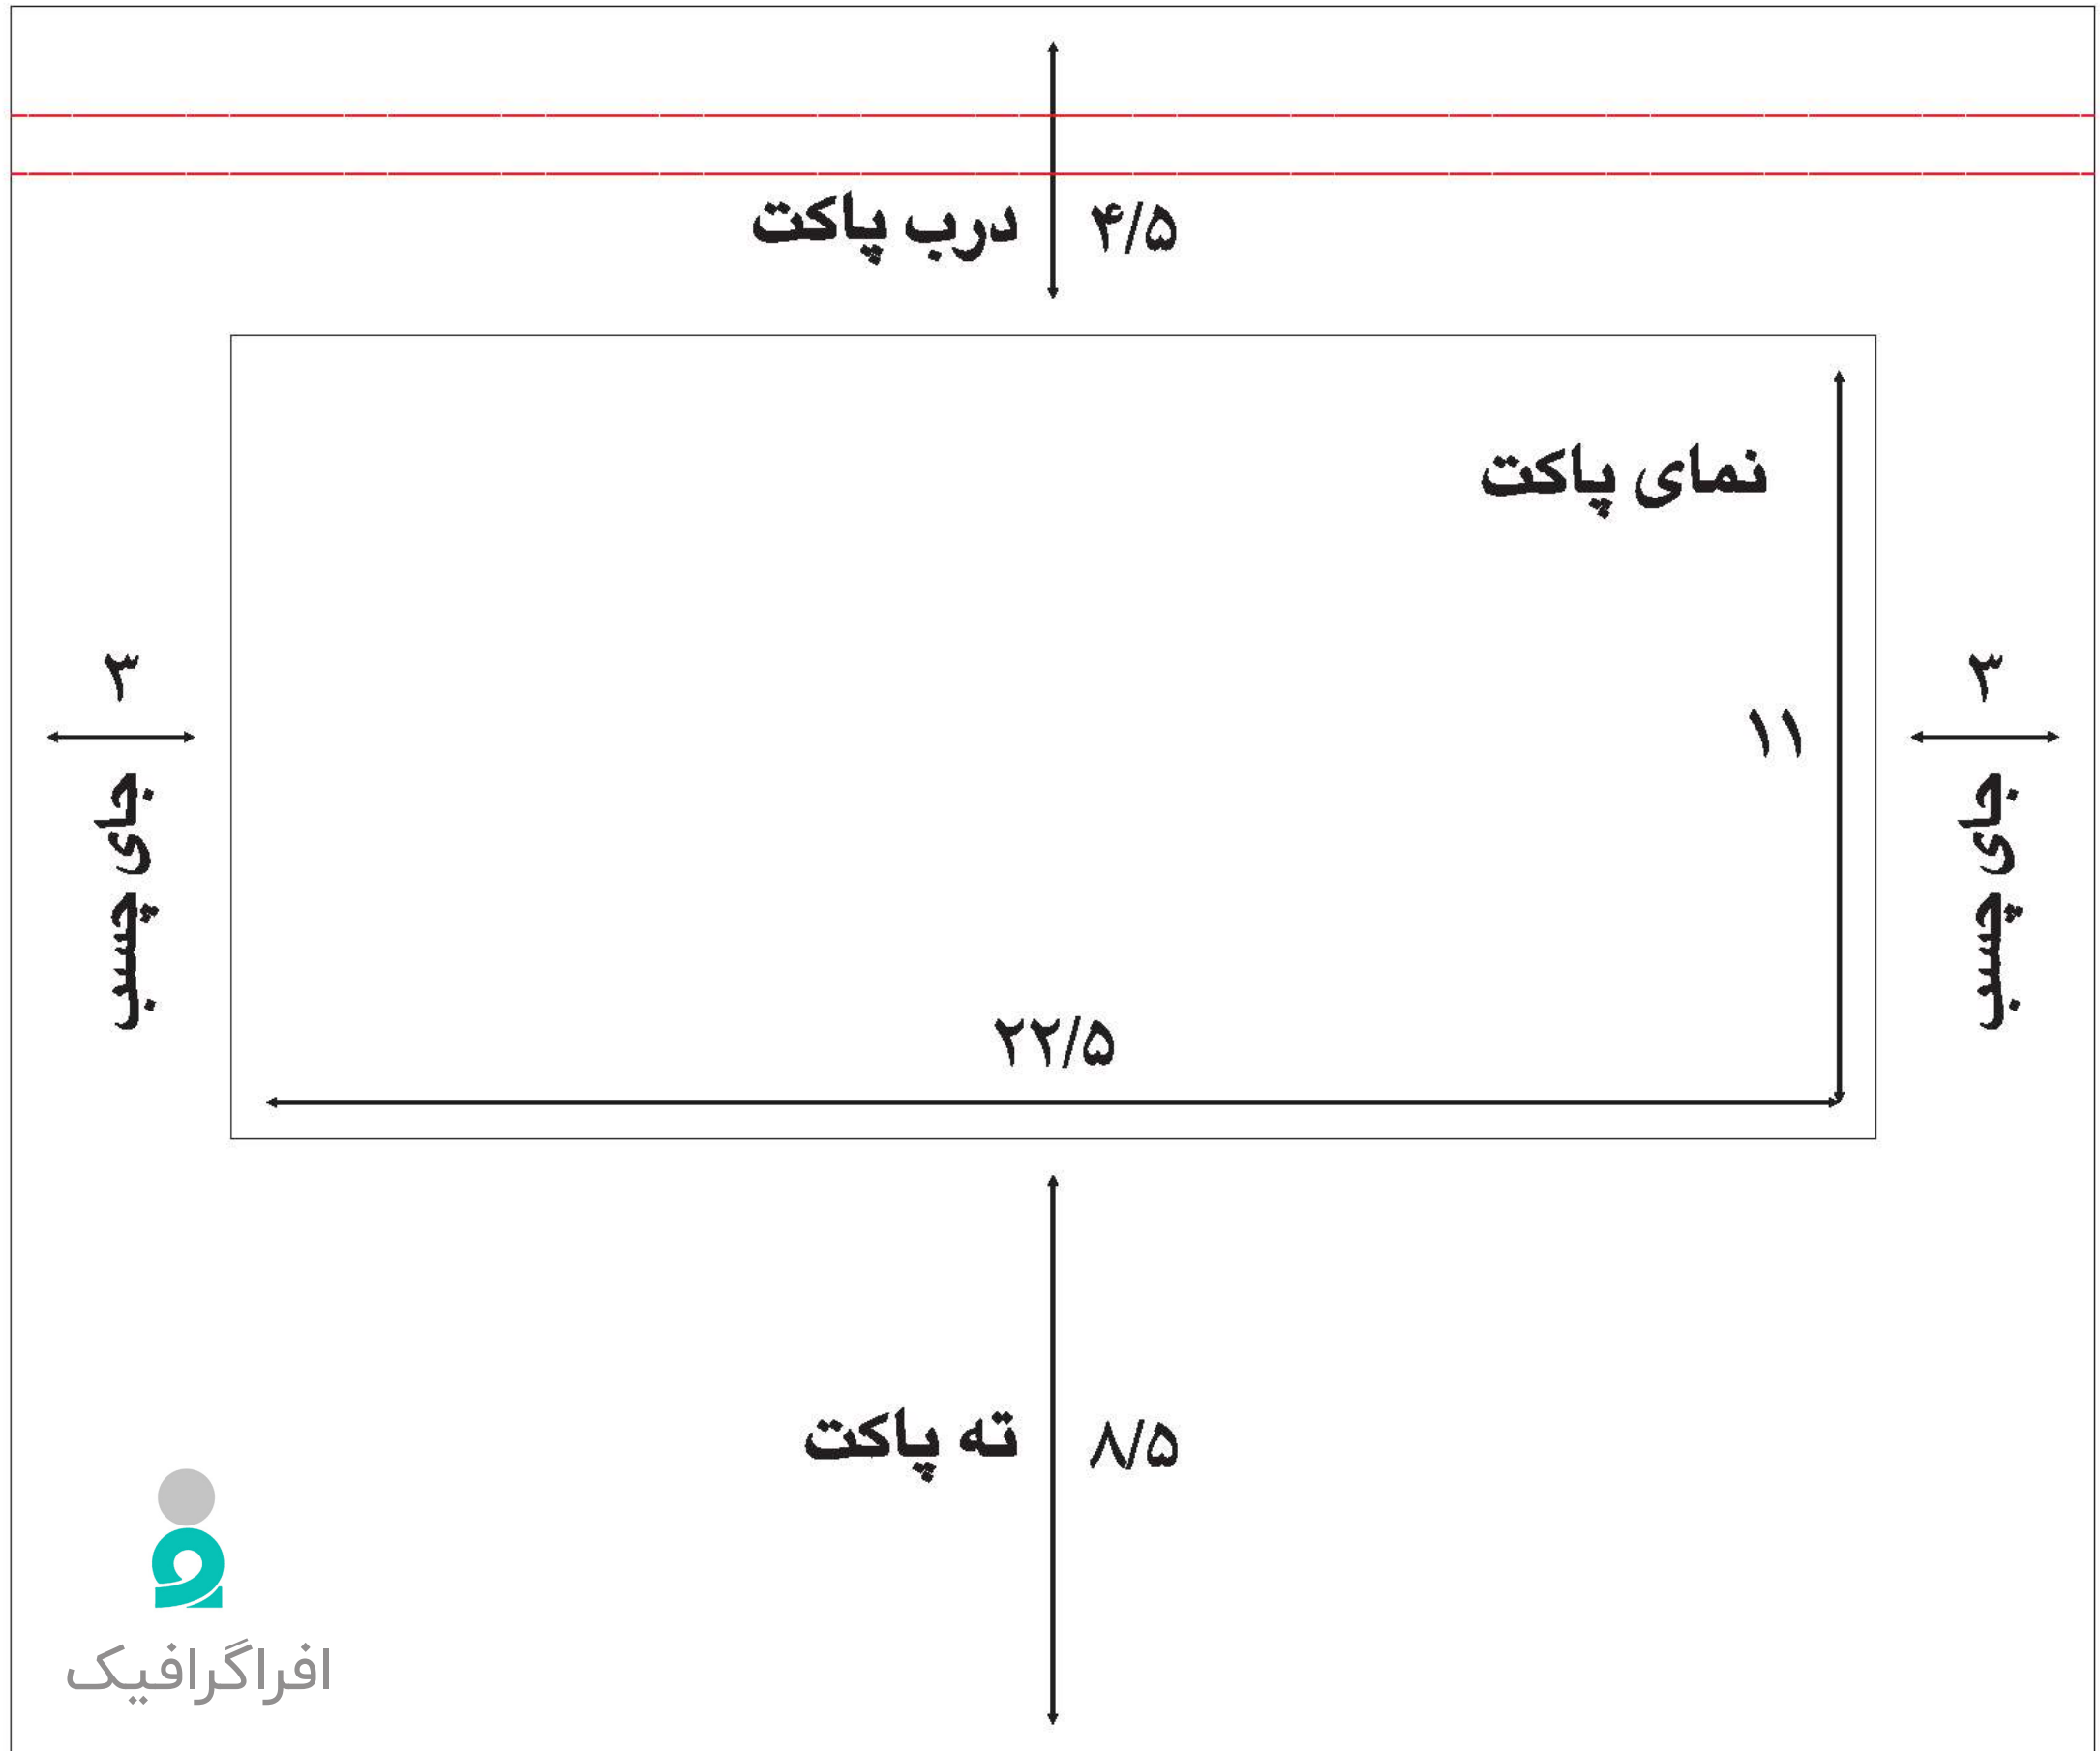 درب پاکت
۴/۵
نمای پاکت
۱۱
۲۲/۵
۳
جای چسب
۳
جای چسب
ته پاکت
۸/۵
افراگرافیک